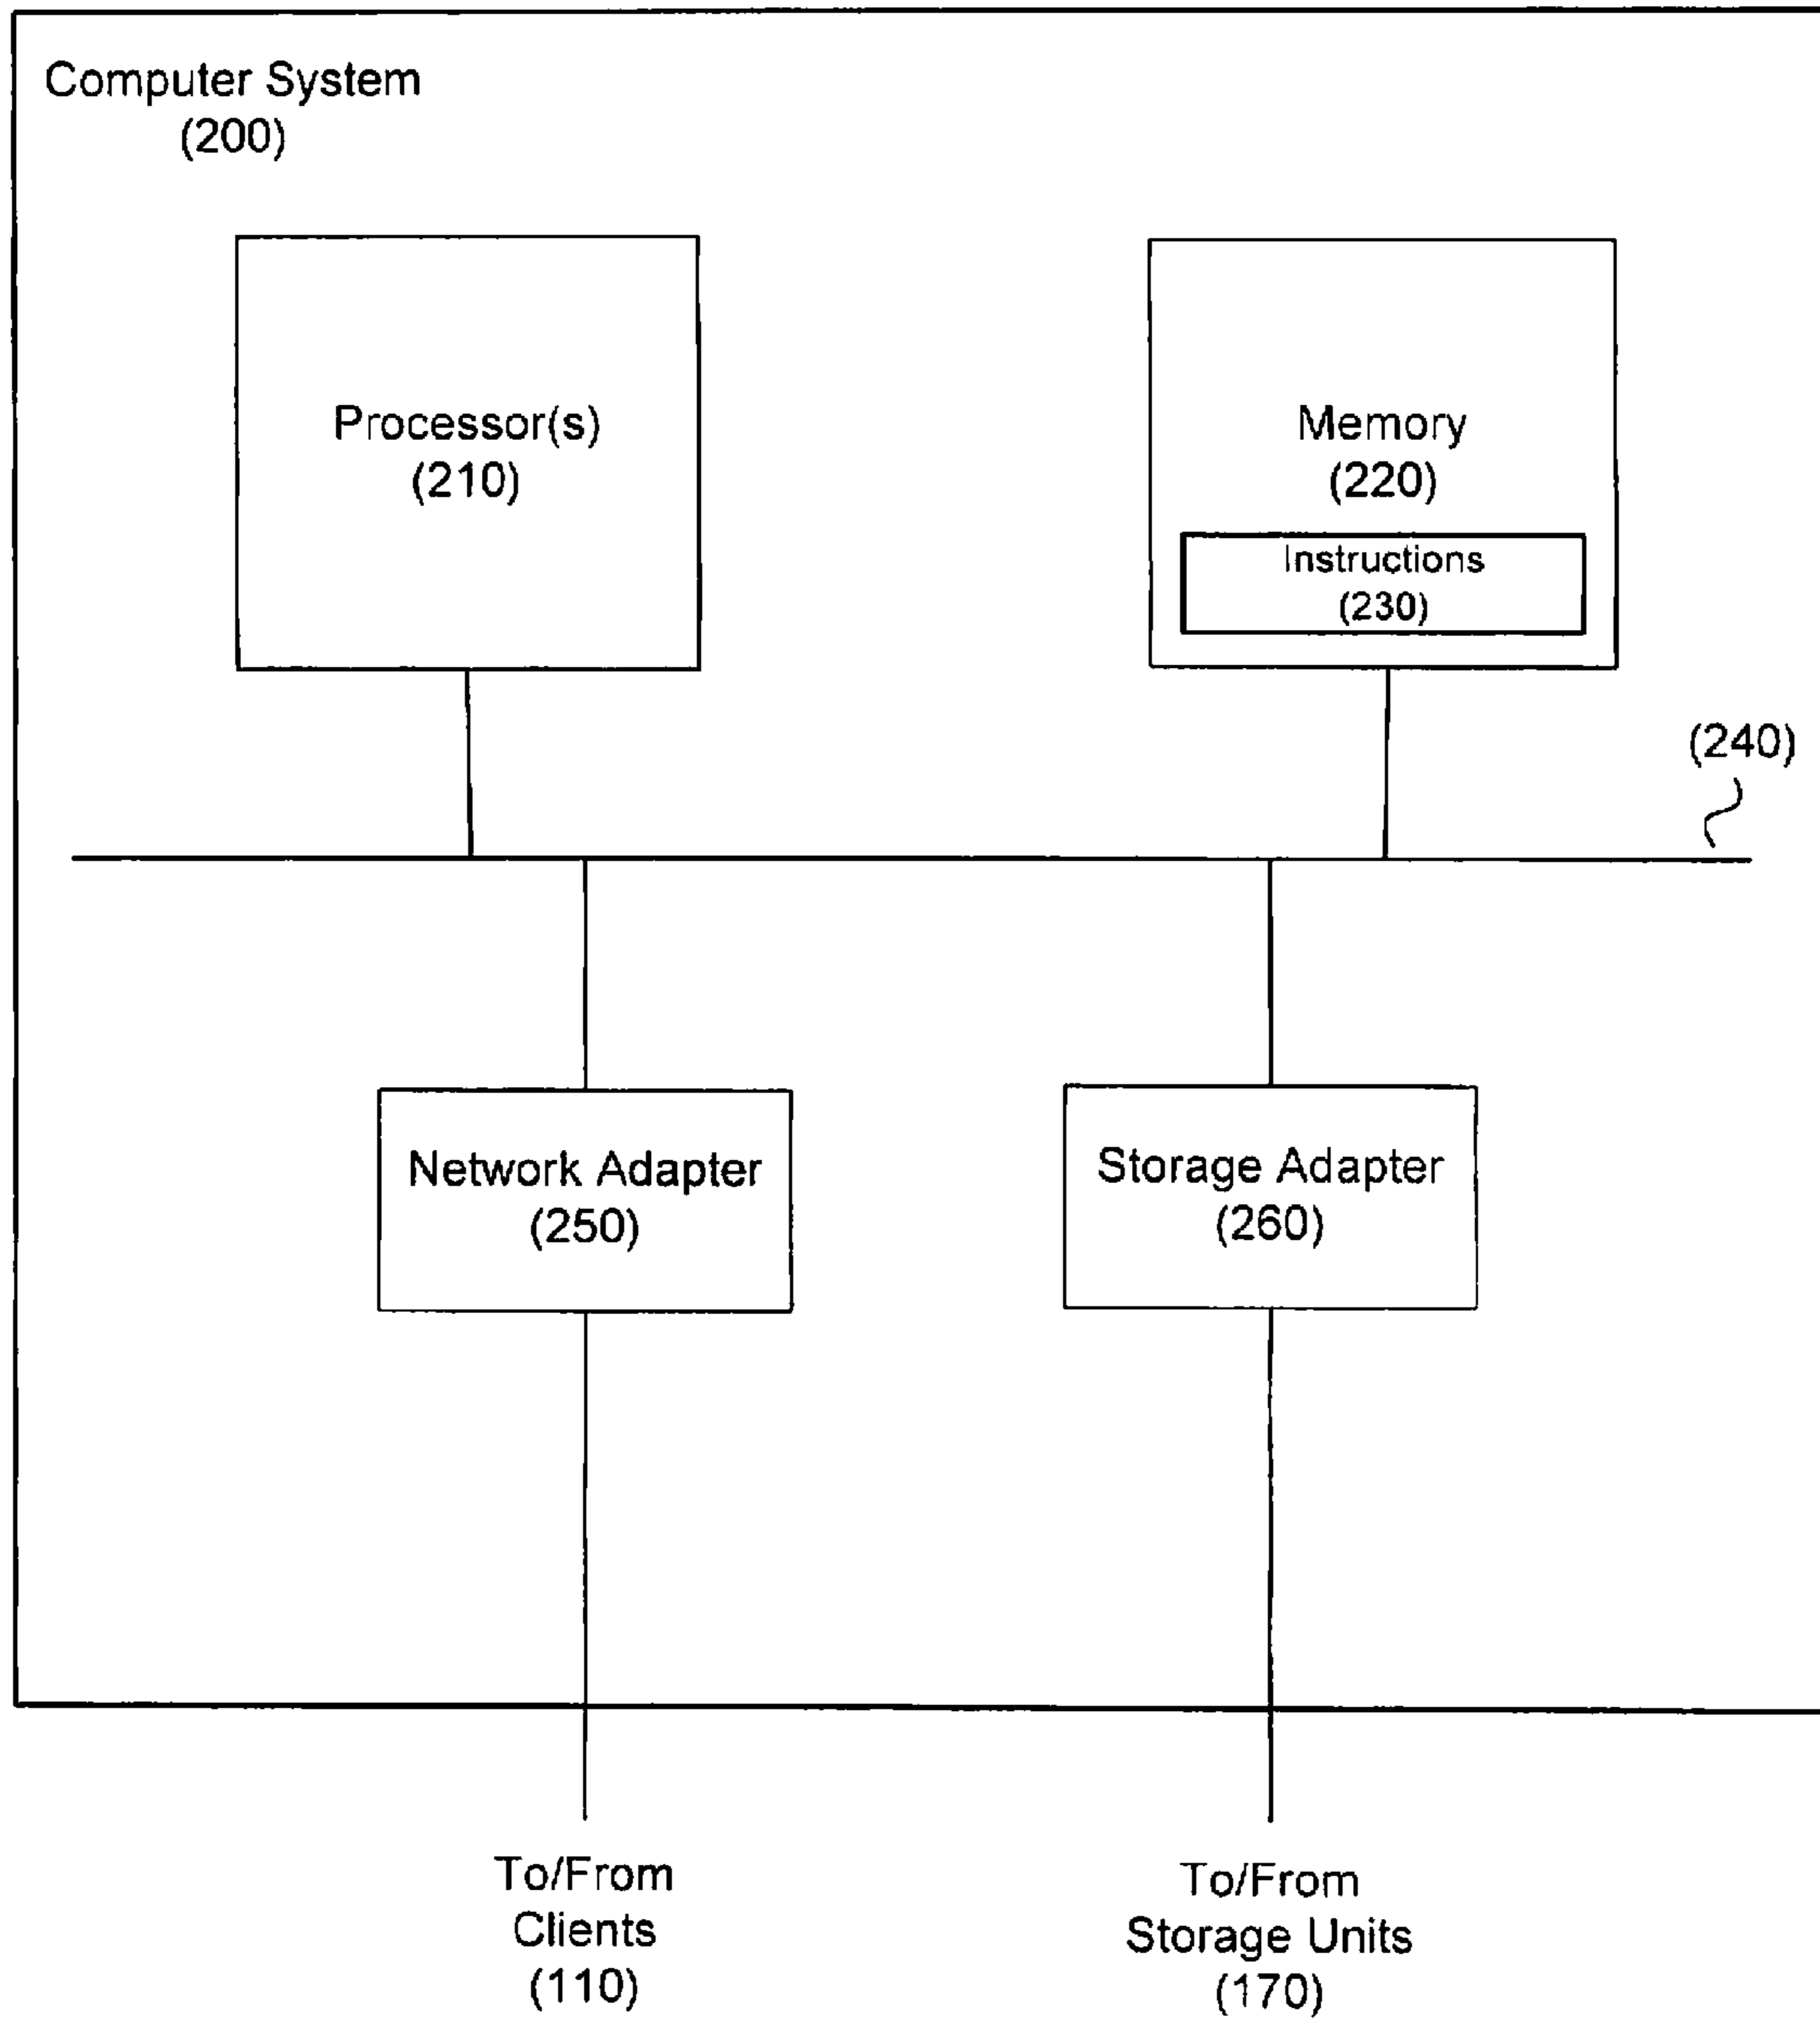 Computer System
(200)
Processor(s)
(210)
Memory
(220)
Instructions
(230)
(240)
Network Adapter
(250)
Storage Adapter
(260)
To/From
Clients
(110)
To/From
Storage Units
(170)